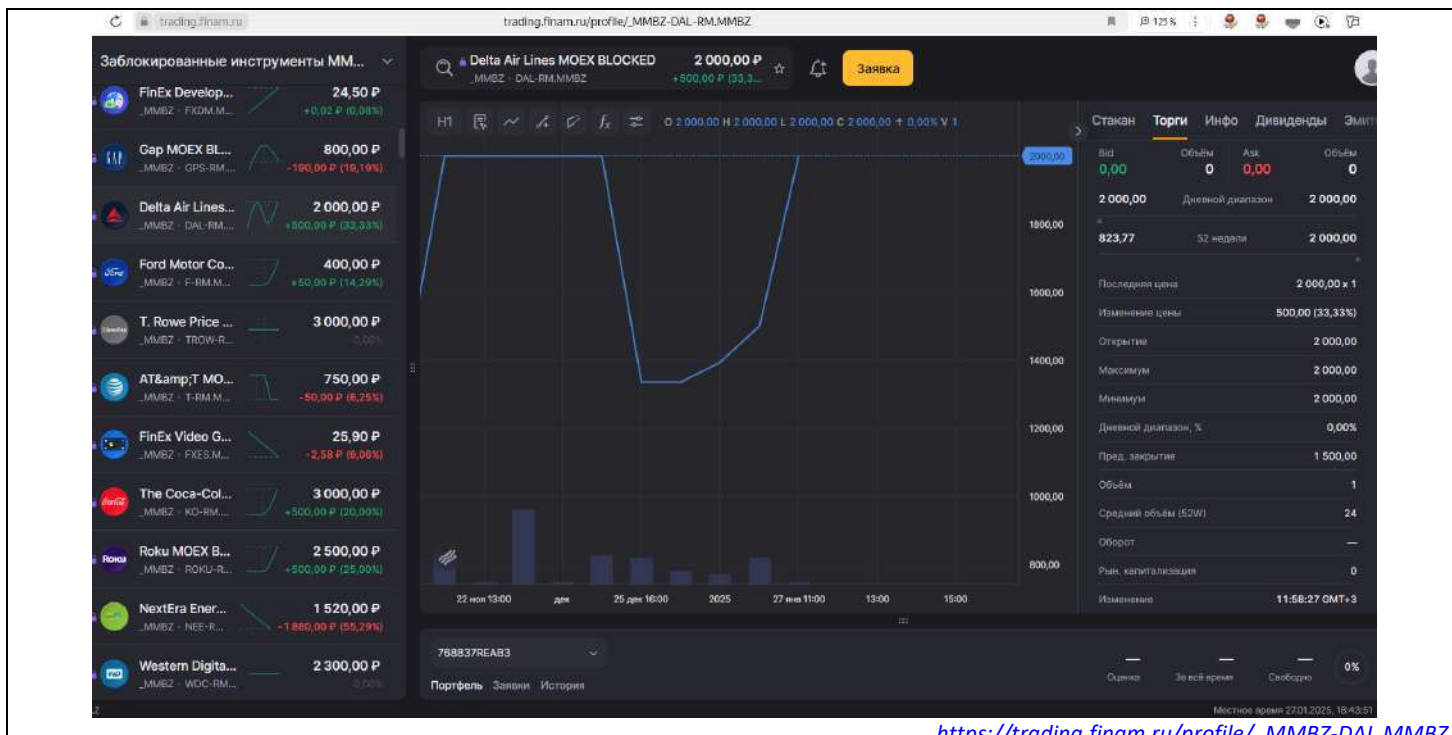 trading.finam.ru
trading.finam.ru/profile/_MMBZ-DAL-RM.MMBZ
125 %
Заблокированные инструменты ММ...
FinEx Develop...
24,50 ₽
_MMBZ · FXDM.M...
+0,02 ₽ (0,08%)
Gap MOEX BL...
800,00 ₽
_MMBZ · GPS-RM....
-190,00 ₽ (19,19%)
Delta Air Lines...
2 000,00 ₽
_MMBZ · DAL-RM....
+500,00 ₽ (33,33%)
Ford Motor Co...
400,00 ₽
_MMBZ · F-RM.M...
+50,00 ₽ (14,29%)
T. Rowe Price ...
3 000,00 ₽
_MMBZ · TROW-R...
0,00%
AT&amp;T MO...
750,00 ₽
_MMBZ · T-RM.M...
-50,00 ₽ (6,25%)
FinEx Video G...
25,90 ₽
_MMBZ · FXES.M...
-2,58 ₽ (9,06%)
The Coca-Col...
3 000,00 ₽
_MMBZ · KO-RM....
+500,00 ₽ (20,00%)
Roku MOEX B...
2 500,00 ₽
_MMBZ · ROKU-R...
+500,00 ₽ (25,00%)
NextEra Ener...
1 520,00 ₽
_MMBZ · NEE-R...
-1 880,00 ₽ (55,29%)
Western Digita...
2 300,00 ₽
_MMBZ · WDC-RM...
0,00%
Delta Air Lines MOEX BLOCKED
2 000,00 ₽
_MMBZ · DAL-RM.MMBZ
+500,00 ₽ (33,3...
Заявка
H1
O 2 000,00 H 2 000,00 L 2 000,00 C 2 000,00 + 0,00% V 1
2000,00
1800,00
1600,00
1400,00
1200,00
1000,00
800,00
22 ноя 13:00 дек 25 дек 16:00 2025 27 янв 11:00 13:00 15:00
768837REAB3
Портфель Заявки История
Стакан Торги Инфо Дивиденды Эмит
Bid Объём Ask Объём
0,00 0 0,00 0
2 000,00 Дневной диапазон 2 000,00
823,77 52 недели 2 000,00
Последняя цена 2 000,00 x 1
Изменение цены 500,00 (33,33%)
Открытие 2 000,00
Максимум 2 000,00
Минимум 2 000,00
Дневной диапазон, % 0,00%
Пред. закрытие 1 500,00
Объём 1
Средний объём (52W) 24
Оборот —
Рын. капитализация 0
Изменение 11:58:27 GMT+3
— — — 0%
Оценка За всё время Свободно
Местное время 27.01.2025, 18:43:51
https://trading.finam.ru/profile/_MMBZ-DAL.MMBZ